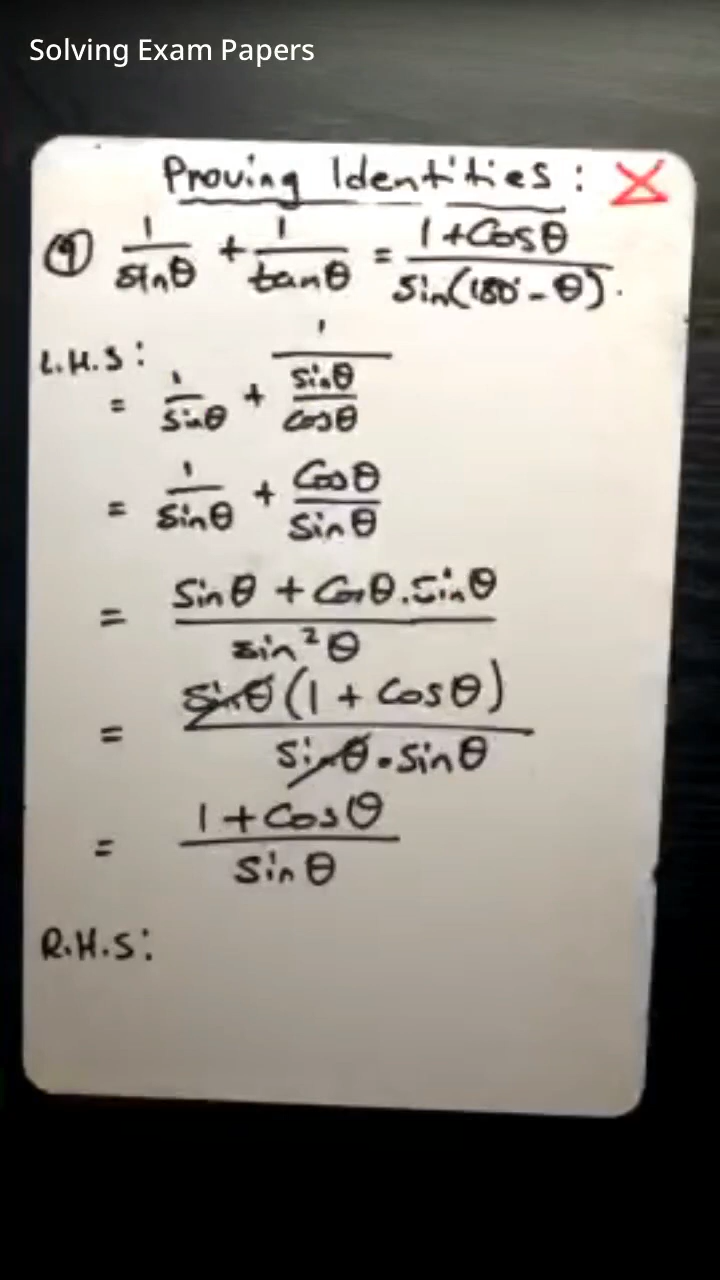 Solving Exam Papers
Proving Identities : X
④ 1/sinθ + 1/tanθ = 1+Cosθ/Sin(180°-θ).
L.H.S:
= 1/sinθ + 1/(sinθ/cosθ)
= 1/sinθ + Cosθ/Sinθ
= Sinθ + Cosθ.Sinθ/sin²θ
= sinθ(1 + Cosθ)/sinθ.sinθ
= 1+Cosθ/Sinθ
R.H.S: